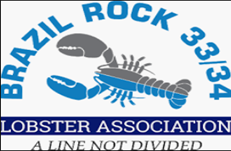 BRAZIL ROCK 33/34
LOBSTER ASSOCIATION
A LINE NOT DIVIDED